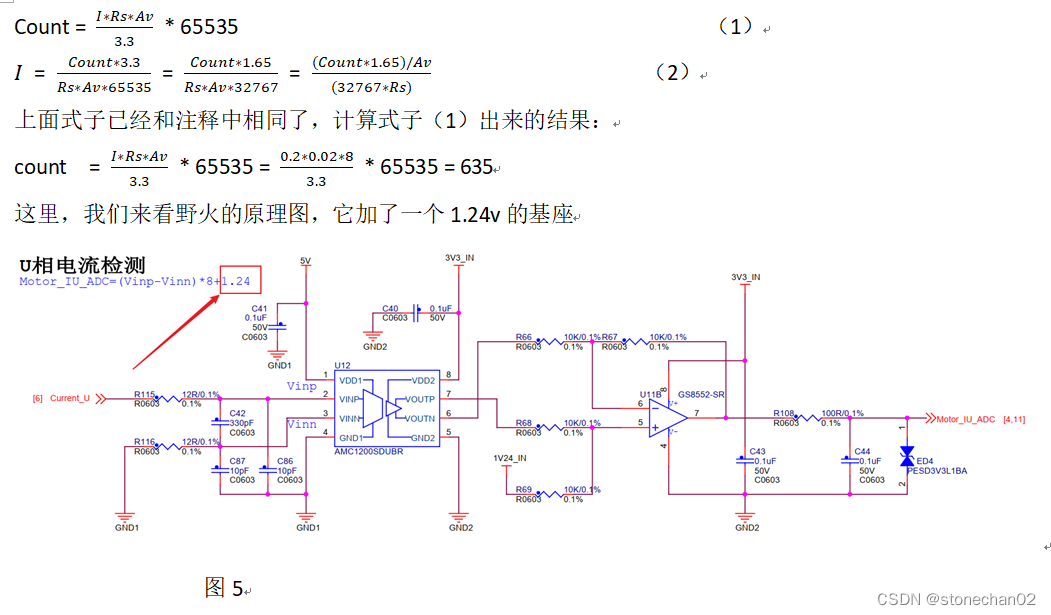 Count = I*Rs*Av/3.3 * 65535 （1）
I = Count*3.3/Rs*Av*65535 = Count*1.65/Rs*Av*32767 = (Count*1.65)/Av/(32767*Rs) （2）
上面式子已经和注释中相同了，计算式子（1）出来的结果：
count = I*Rs*Av/3.3 * 65535 = 0.2*0.02*8/3.3 * 65535 = 635
这里，我们来看野火的原理图，它加了一个 1.24v 的基座
U相电流检测
Motor_IU_ADC=(Vinp-Vinn)*8+1.24
5V
3V3_IN
3V3_IN
C41
0.1uF
50V
C0603
GND1
C40
C0603
0.1uF
50V
GND2
U12
1 VDD1 VDD2 8
2 VINP VOUTP 7
3 VINN VOUTN 6
4 GND1 GND2 5
AMC1200SDUBR
Vinp
Vinn
[6] Current_U
R115 12R/0.1%
R0603 0.1%
C42
330pF
C0603
R116 12R/0.1%
R0603 0.1%
C87
10pF
C0603
C86
10pF
C0603
GND1
GND1
GND2
R66 10K/0.1%
R0603 0.1%
R67 10K/0.1%
R0603 0.1%
R68 10K/0.1%
R0603 0.1%
1V24_IN
R69 10K/0.1%
R0603 0.1%
U11B GS8552-SR
8
V+
6
5
7
V-
4
R108 100R/0.1%
R0603 0.1%
Motor_IU_ADC [4,11]
C43
0.1uF
50V
C0603
C44
0.1uF
50V
C0603
1
ED4
PESD3V3L1BA
2
GND2
图 5
CSDN @stonechan02